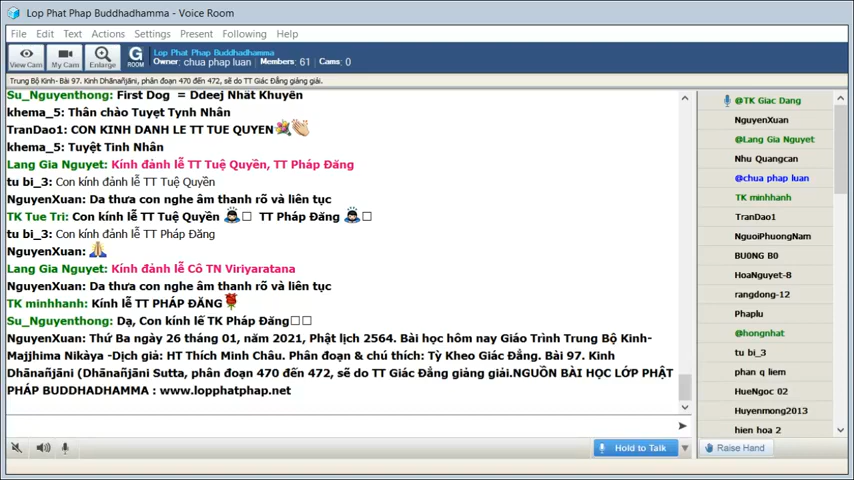 Lop Phat Phap Buddhadhamma - Voice Room
File Edit Text Actions Settings Present Following Help
View Cam My Cam Enlarge G ROOM
Lop Phat Phap Buddhadhamma
Owner: chua phap luan Members: 61 Cams: 0
Trung Bộ Kinh- Bài 97. Kinh Dhānañjāni, phân đoạn 470 đến 472, sẽ do TT Giác Đẳng giảng giải.
Su_Nguyenthong: First Dog = Ddeej Nhất Khuyển
khema_5: Thân chào Tuyẹt Tynh Nhân
TranDao1: CON KINH DANH LE TT TUE QUYEN
khema_5: Tuyệt Tinh Nhân
Lang Gia Nguyet: Kính đảnh lễ TT Tuệ Quyền, TT Pháp Đăng
tu bi_3: Con kính đảnh lể TT Tuệ Quyền
NguyenXuan: Da thưa con nghe âm thanh rõ và liên tục
TK Tue Tri: Con kính lễ TT Tuệ Quyền TT Pháp Đăng
tu bi_3: Con kính đảnh lể TT Pháp Đăng
NguyenXuan:
Lang Gia Nguyet: Kính đảnh lễ Cô TN Viriyaratana
NguyenXuan: Da thưa con nghe âm thanh rõ và liên tục
TK minhhanh: Kính lễ TT PHÁP ĐĂNG
Su_Nguyenthong: Dạ, Con kính lể TK Pháp Đăng
NguyenXuan: Thứ Ba ngày 26 tháng 01, năm 2021, Phật lịch 2564. Bài học hôm nay Giáo Trình Trung Bộ Kinh-
Majjhima Nikàya -Dịch giả: HT Thích Minh Châu. Phân đoạn & chú thích: Tỳ Kheo Giác Đẳng. Bài 97. Kinh
Dhānañjāni (Dhānañjāni Sutta, phân đoạn 470 đến 472, sẽ do TT Giác Đẳng giảng giải.NGUỒN BÀI HỌC LỚP PHẬT
PHÁP BUDDHADHAMMA : www.lopphatphap.net
Hold to Talk
Raise Hand
@TK Giac Dang
NguyenXuan
@Lang Gia Nguyet
Nhu Quangcan
@chua phap luan
TK minhhanh
TranDao1
NguoiPhuongNam
BU0NG B0
HoaNguyet-8
rangdong-12
Phaplu
@hongnhat
tu bi_3
phan q liem
HueNgoc 02
Huyenmong2013
hien hoa 2